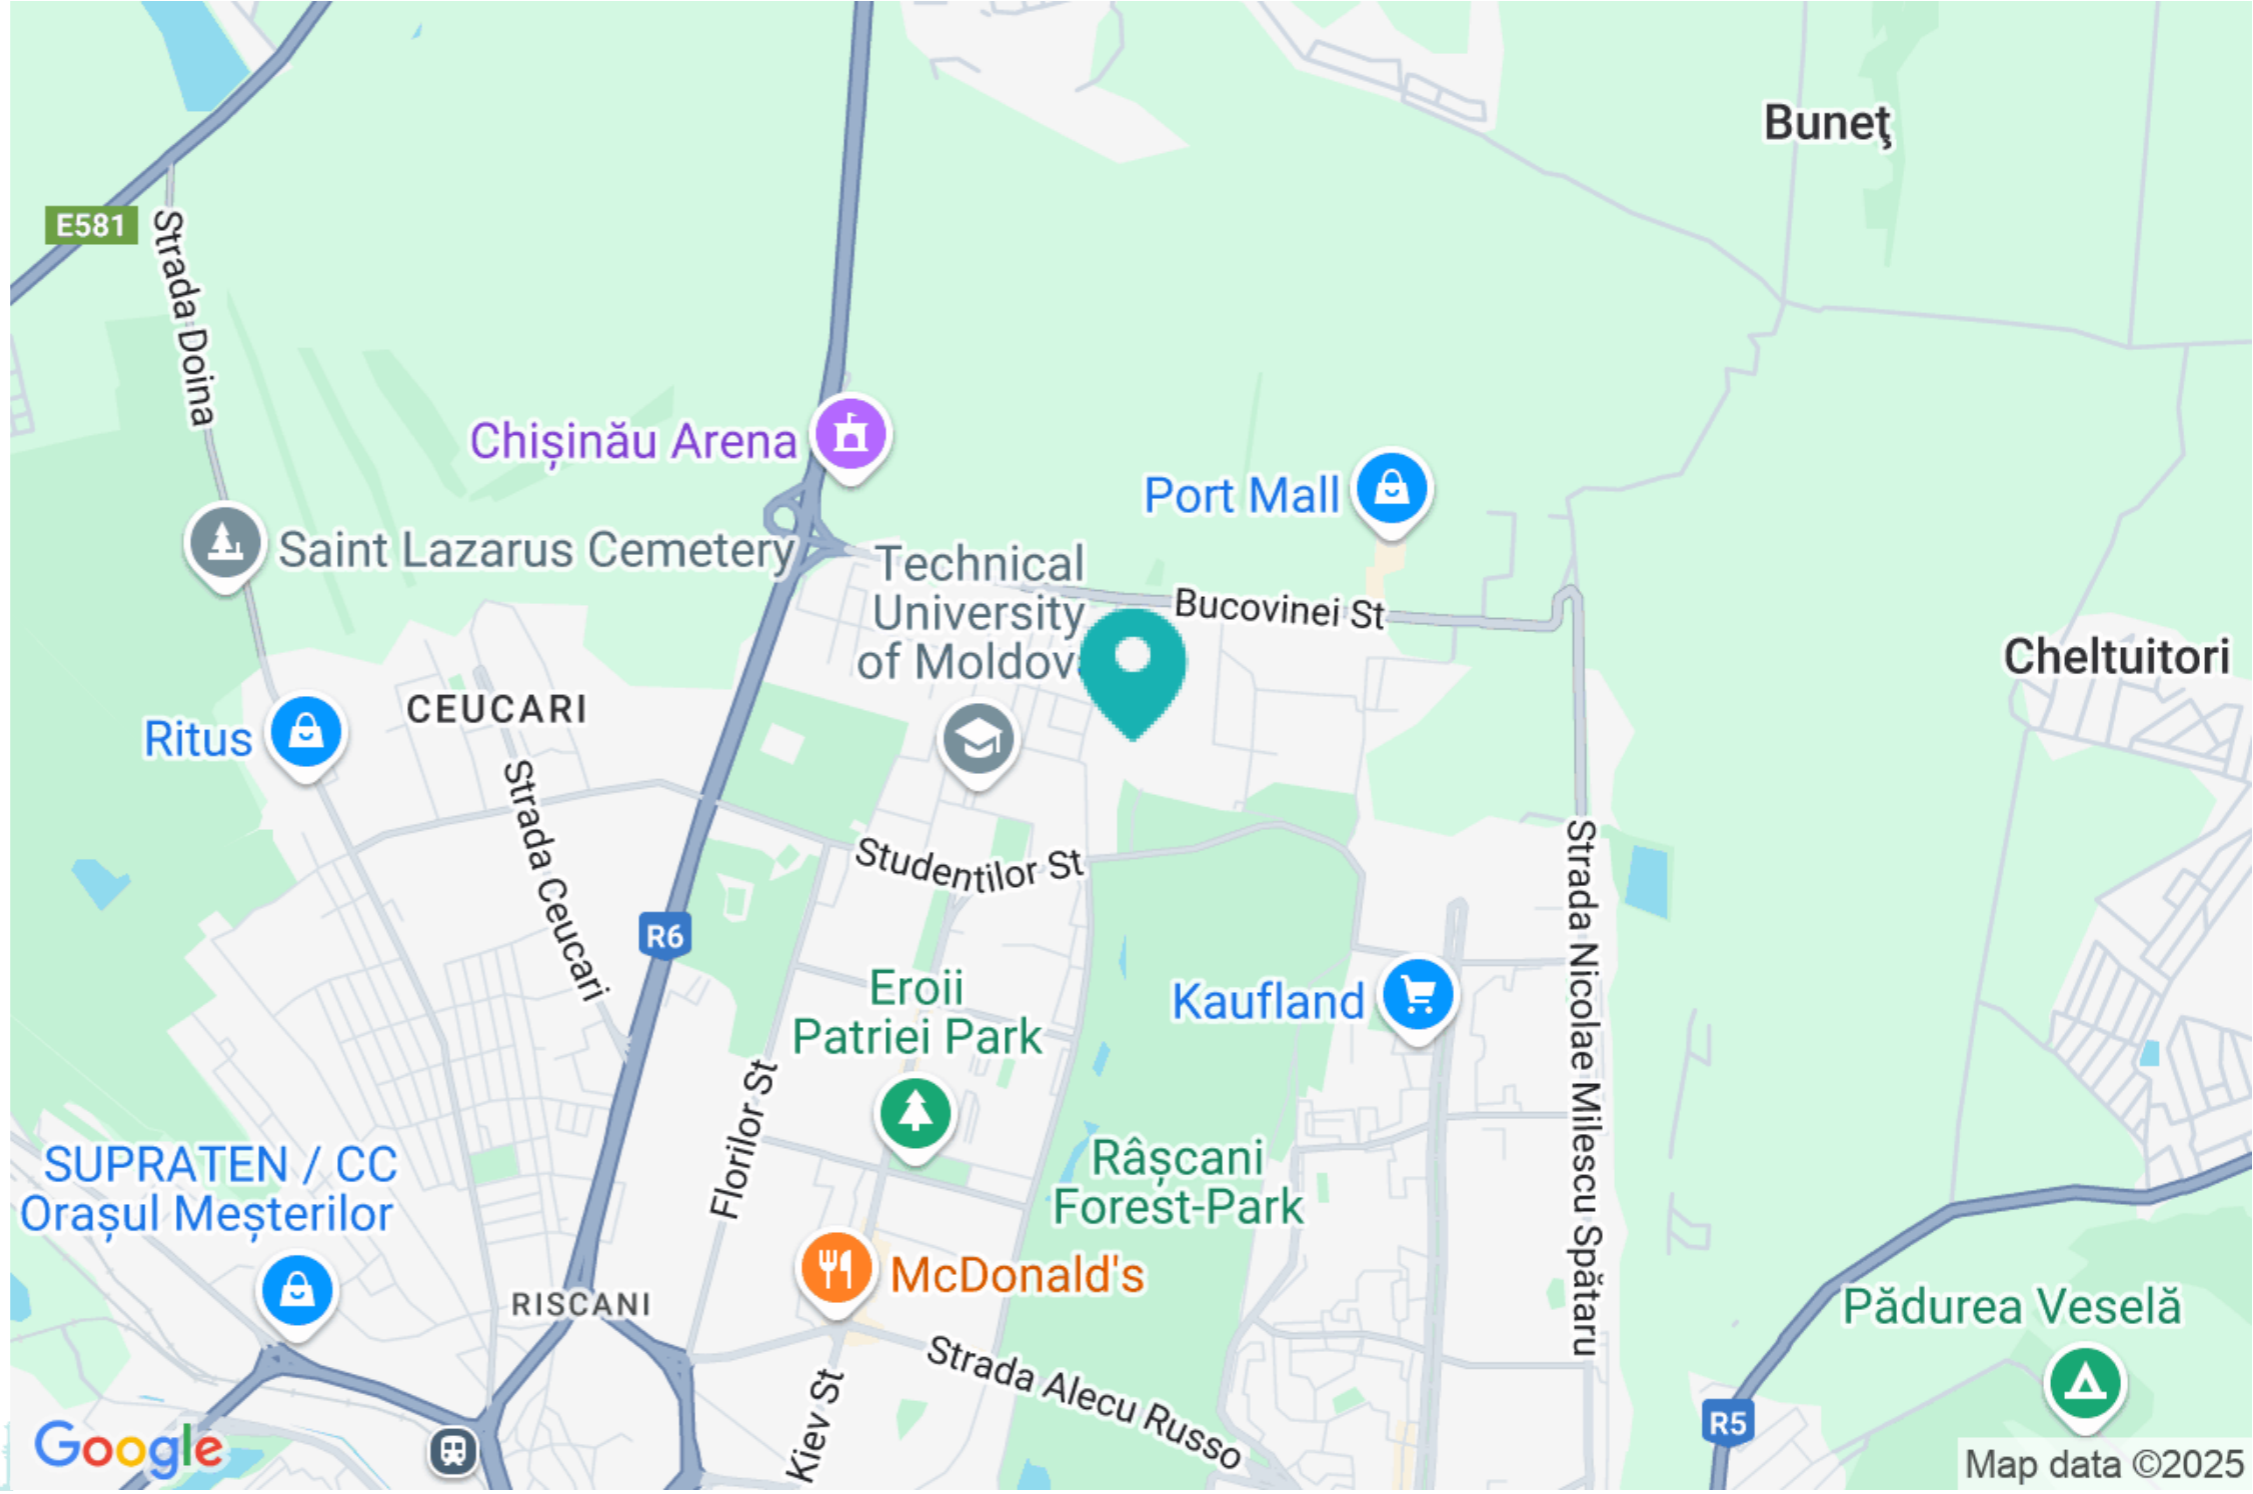 Buneţ
E581
Strada Doina
Chișinău Arena
Port Mall
Saint Lazarus Cemetery
Technical
University
of Moldov
Bucovinei St
Cheltuitori
CEUCARI
Ritus
Strada Ceucari
Studentilor St
Strada Nicolae Milescu Spătaru
R6
Eroii
Patriei Park
Kaufland
Florilor St
SUPRATEN / CC
Orașul Meșterilor
Râșcani
Forest-Park
McDonald's
RISCANI
Pădurea Veselă
Strada Alecu Russo
Kiev St
R5
Google
Map data ©2025